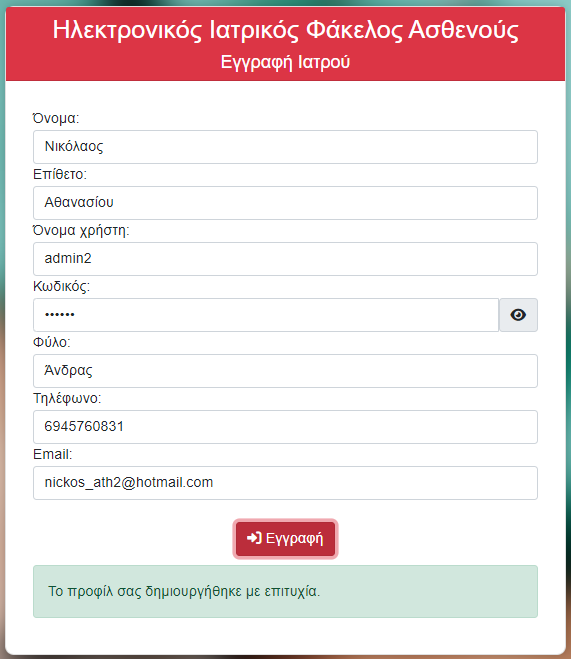 Ηλεκτρονικός Ιατρικός Φάκελος Ασθενούς
Εγγραφή Ιατρού
Όνομα:
Νικόλαος
Επίθετο:
Αθανασίου
Όνομα χρήστη:
admin2
Κωδικός:
••••••
Φύλο:
Άνδρας
Τηλέφωνο:
6945760831
Email:
nickos_ath2@hotmail.com
Εγγραφή
Το προφίλ σας δημιουργήθηκε με επιτυχία.